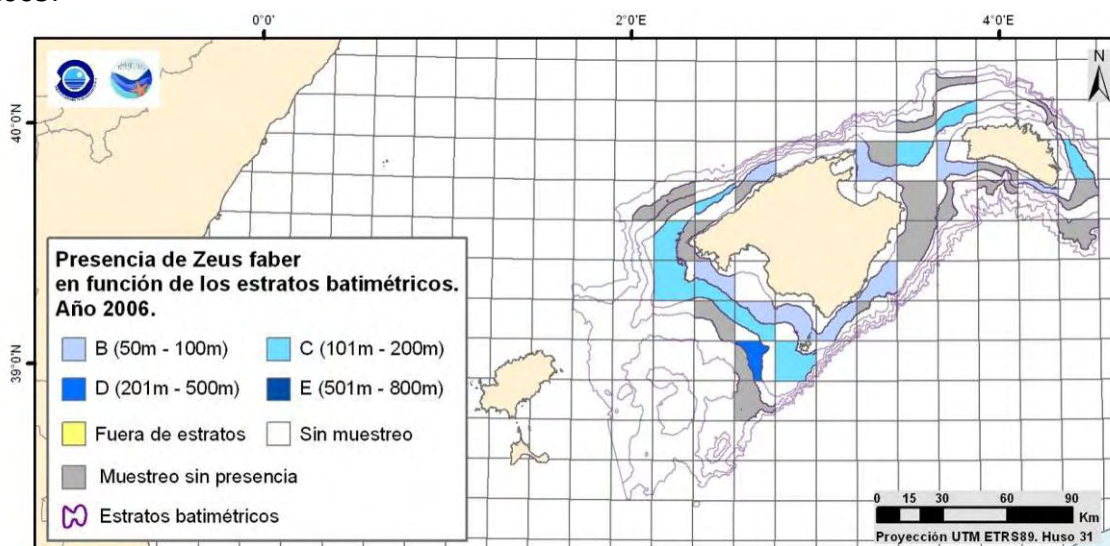 0°0'
2°0'E
4°0'E
40°0'N
39°0'N
N
Presencia de Zeus faber
en función de los estratos batimétricos.
Año 2006.
B (50m - 100m)
C (101m - 200m)
D (201m - 500m)
E (501m - 800m)
Fuera de estratos
Sin muestreo
Muestreo sin presencia
Estratos batimétricos
0 15 30 60 90
Km
Proyección UTM ETRS89. Huso 31